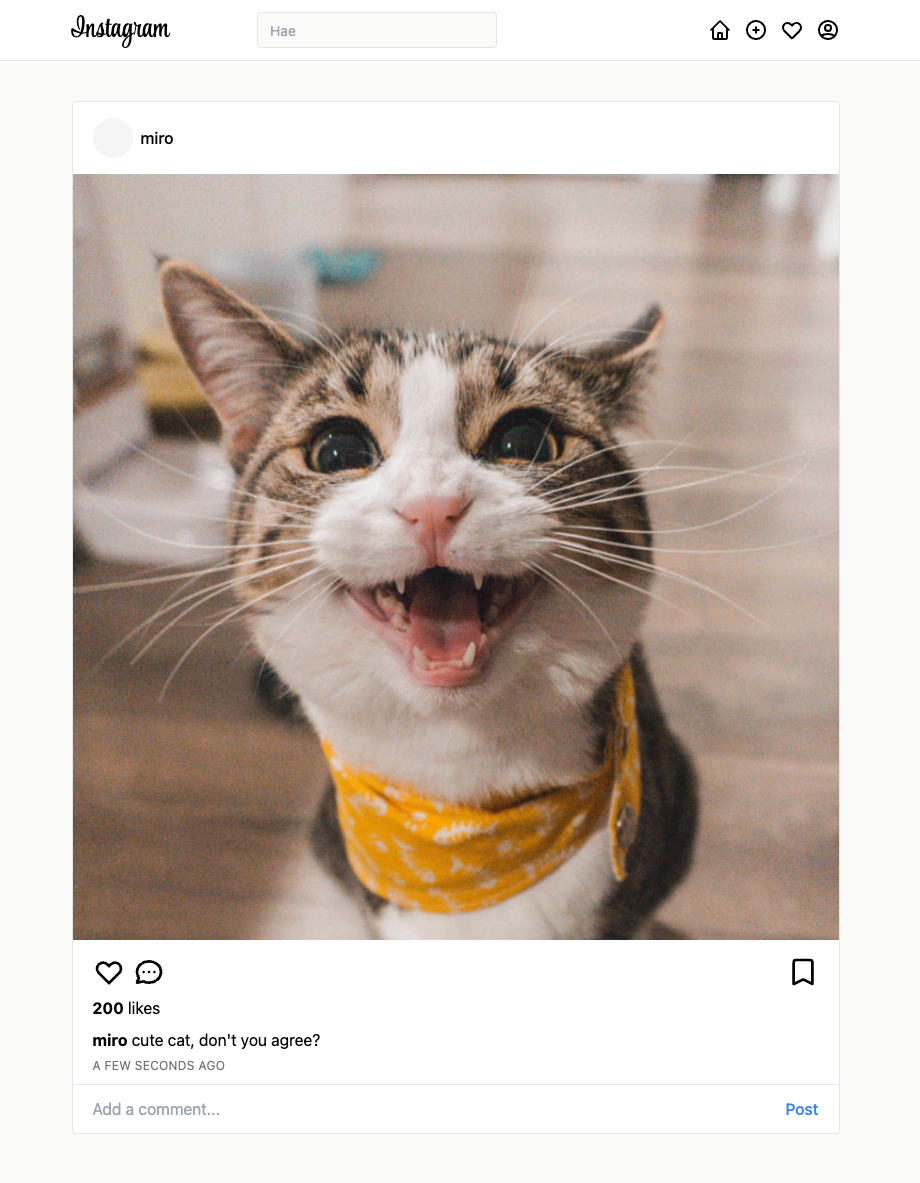 Instagram
Hae
miro
200 likes
miro cute cat, don't you agree?
A FEW SECONDS AGO
Add a comment...
Post